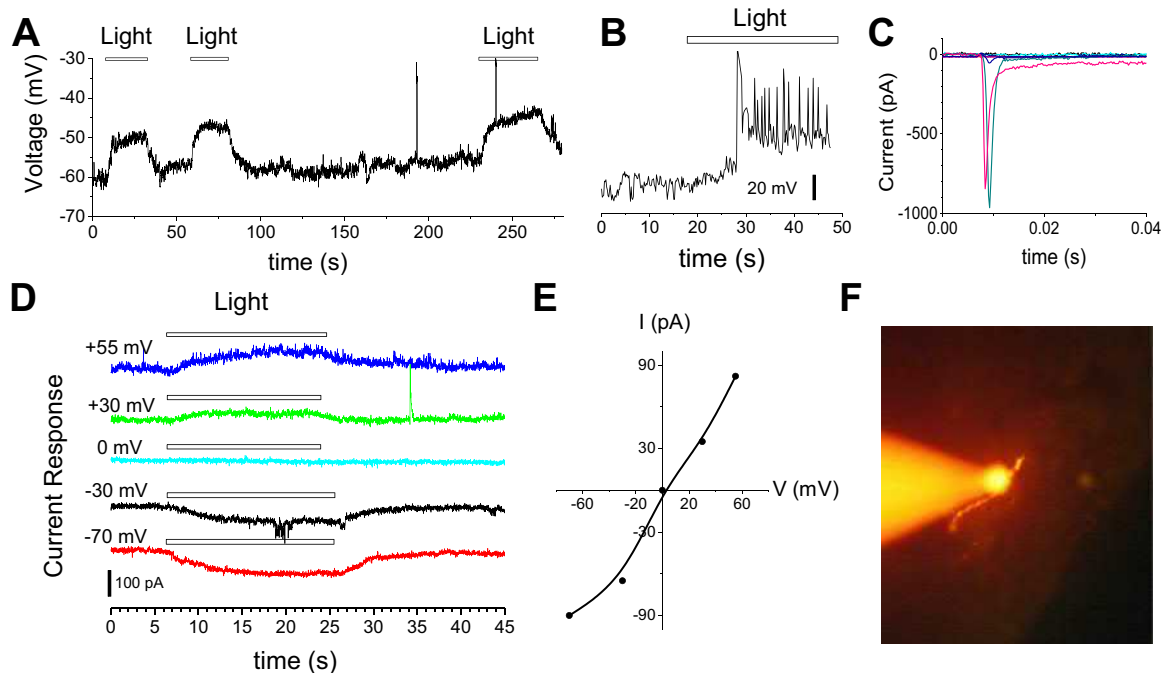 A
Light
Light
Light
Voltage (mV)
-30
-40
-50
-60
-70
0
50
100
150
200
250
time (s)
B
Light
20 mV
0
10
20
30
40
50
time (s)
C
Current (pA)
0
-500
-1000
0.00
0.02
0.04
time (s)
D
Light
Current Response
+55 mV
+30 mV
0 mV
-30 mV
-70 mV
100 pA
0
5
10
15
20
25
30
35
40
45
time (s)
E
I (pA)
90
30
-30
-90
-60
-20
20
60
V (mV)
F